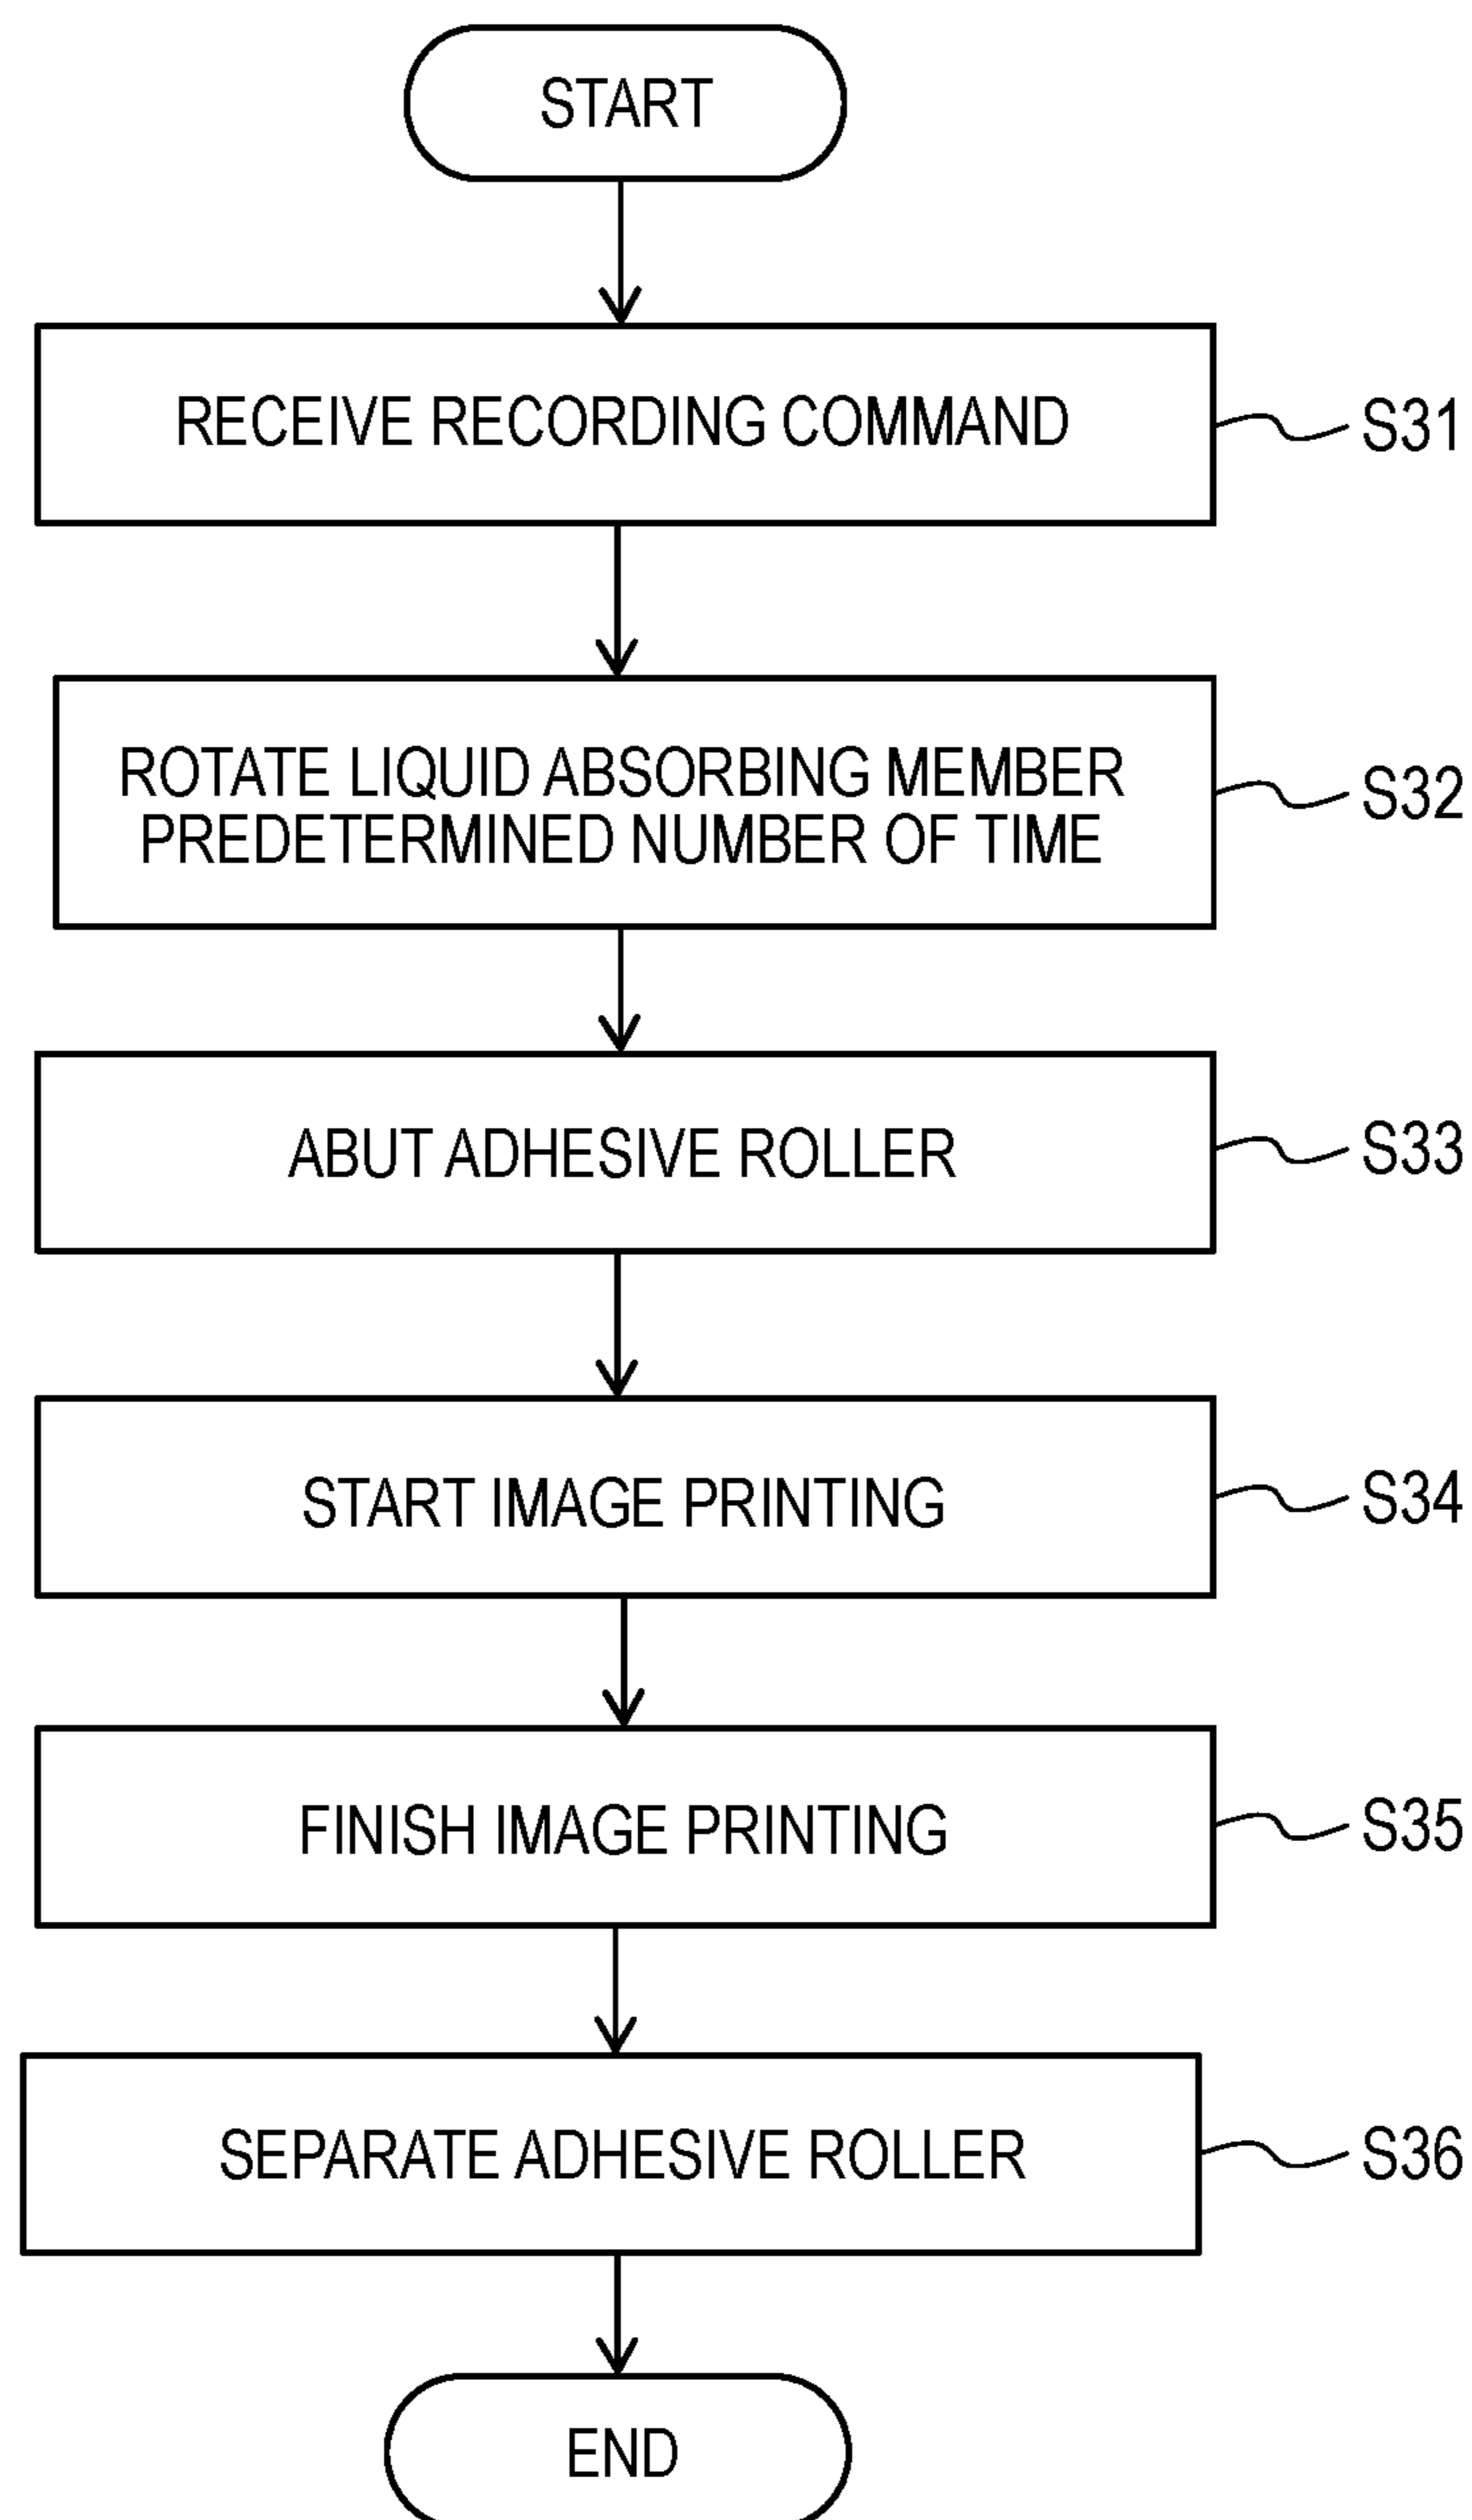 START
RECEIVE RECORDING COMMAND
S31
ROTATE LIQUID ABSORBING MEMBER
PREDETERMINED NUMBER OF TIME
S32
ABUT ADHESIVE ROLLER
S33
START IMAGE PRINTING
S34
FINISH IMAGE PRINTING
S35
SEPARATE ADHESIVE ROLLER
S36
END